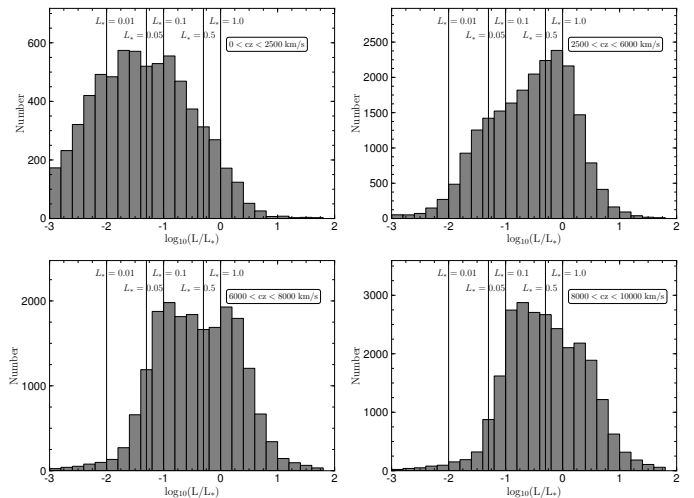 L* = 0.01 L* = 0.1 L* = 1.0
L* = 0.05 L* = 0.5
0 < cz < 2500 km/s
600
400
200
0
Number
-3 -2 -1 0 1 2
log10(L/L*)
L* = 0.01 L* = 0.1 L* = 1.0
L* = 0.05 L* = 0.5
2500 < cz < 6000 km/s
2500
2000
1500
1000
500
0
Number
-3 -2 -1 0 1 2
log10(L/L*)
L* = 0.01 L* = 0.1 L* = 1.0
L* = 0.05 L* = 0.5
6000 < cz < 8000 km/s
2000
1000
0
Number
-3 -2 -1 0 1 2
log10(L/L*)
L* = 0.01 L* = 0.1 L* = 1.0
L* = 0.05 L* = 0.5
8000 < cz < 10000 km/s
3000
2000
1000
0
Number
-3 -2 -1 0 1 2
log10(L/L*)